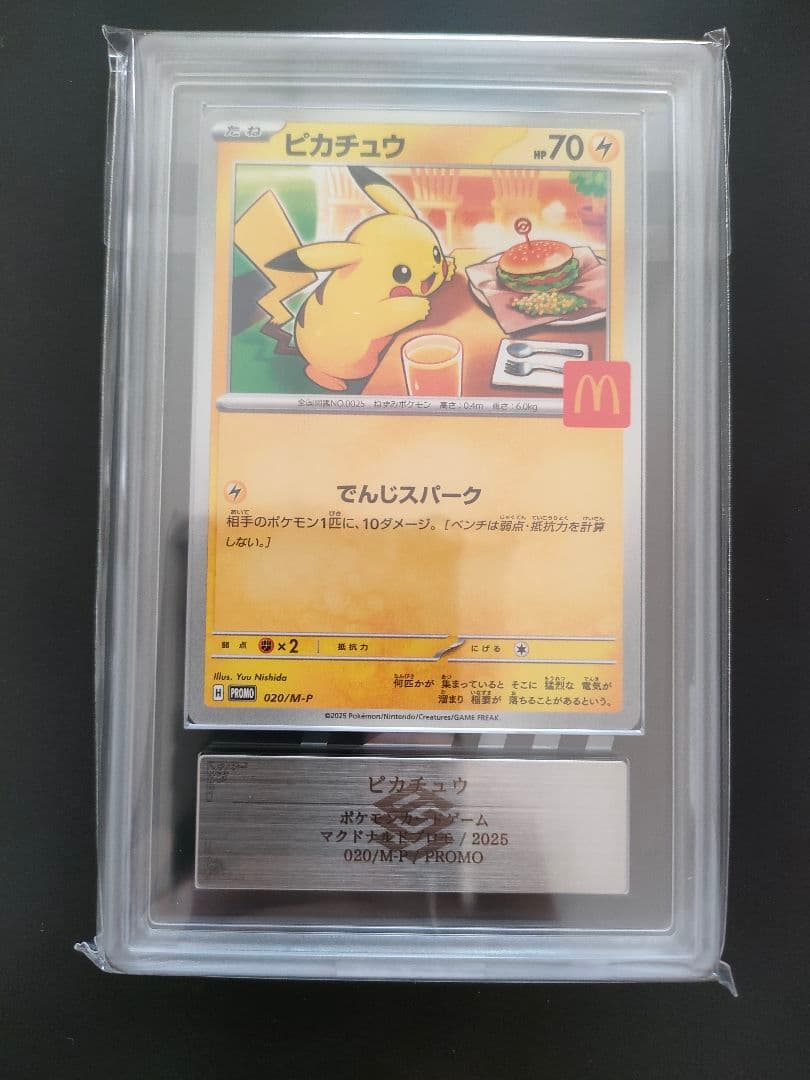 たね ピカチュウ HP70
全国図鑑NO.0025 ねずみポケモン 高さ:0.4m 重さ:6.0kg
でんじスパーク
相手のポケモン1匹に、10ダメージ。[ベンチは弱点・抵抗力を計算
しない。]
弱点 ×2 抵抗力 にげる
Illus. Yuu Nishida
H PROMO 020/M-P
何匹かが 集まっていると そこに 猛烈な 電気が
溜まり 稲妻が 落ちることがあるという。
©2025 Pokémon/Nintendo/Creatures/GAME FREAK.
ピカチュウ
ポケモンカードゲーム
マクドナルドプロモ / 2025
020/M-P / PROMO